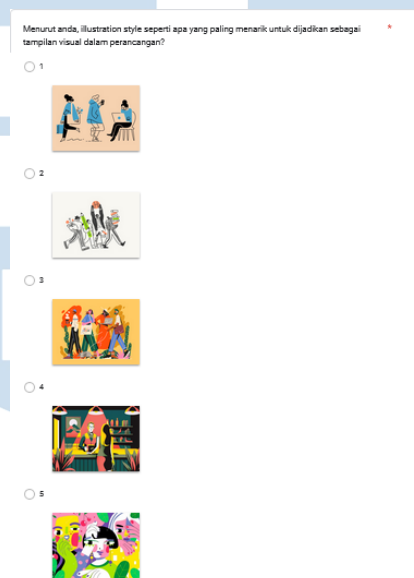 Menurut anda, illustration style seperti apa yang paling menarik untuk dijadikan sebagai *
tampilan visual dalam perancangan?
1
2
3
4
5